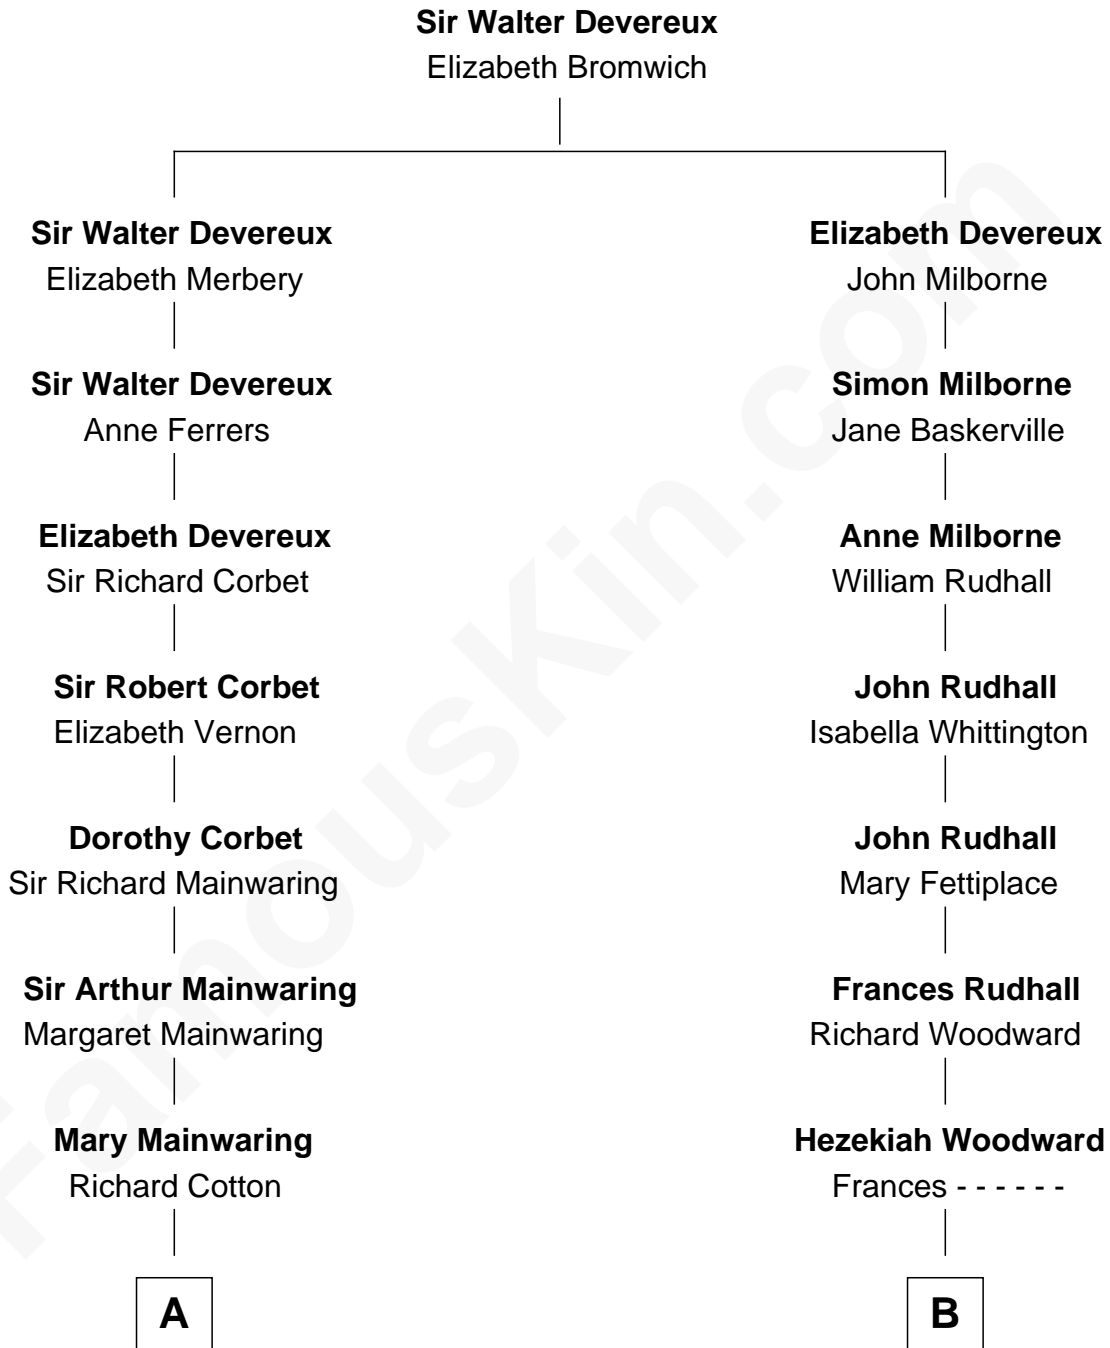 Sir Walter Devereux
Elizabeth Bromwich
Sir Walter Devereux
Elizabeth Merbery
Sir Walter Devereux
Anne Ferrers
Elizabeth Devereux
Sir Richard Corbet
Sir Robert Corbet
Elizabeth Vernon
Dorothy Corbet
Sir Richard Mainwaring
Sir Arthur Mainwaring
Margaret Mainwaring
Mary Mainwaring
Richard Cotton
A
Elizabeth Devereux
John Milborne
Simon Milborne
Jane Baskerville
Anne Milborne
William Rudhall
John Rudhall
Isabella Whittington
John Rudhall
Mary Fettiplace
Frances Rudhall
Richard Woodward
Hezekiah Woodward
Frances - - - - - -
B
FamousKin.com